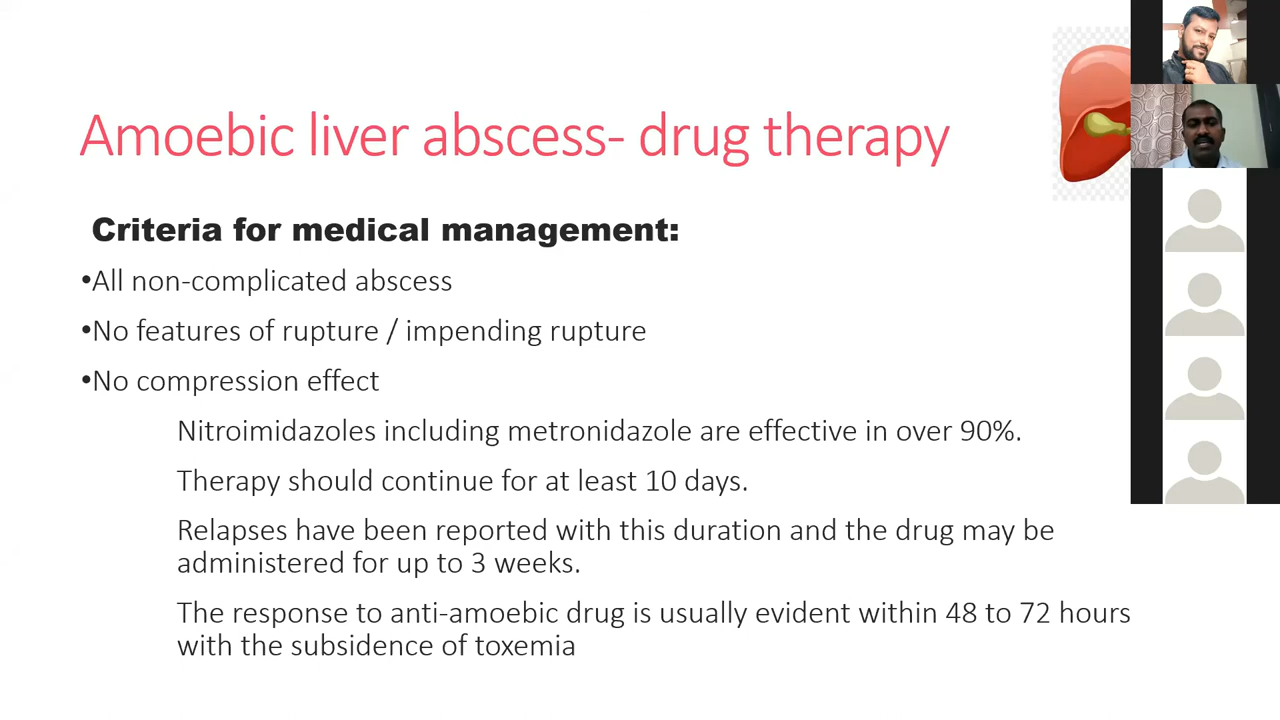 Amoebic liver abscess- drug therapy
Criteria for medical management:
•All non-complicated abscess
•No features of rupture / impending rupture
•No compression effect
Nitroimidazoles including metronidazole are effective in over 90%.
Therapy should continue for at least 10 days.
Relapses have been reported with this duration and the drug may be
administered for up to 3 weeks.
The response to anti-amoebic drug is usually evident within 48 to 72 hours
with the subsidence of toxemia